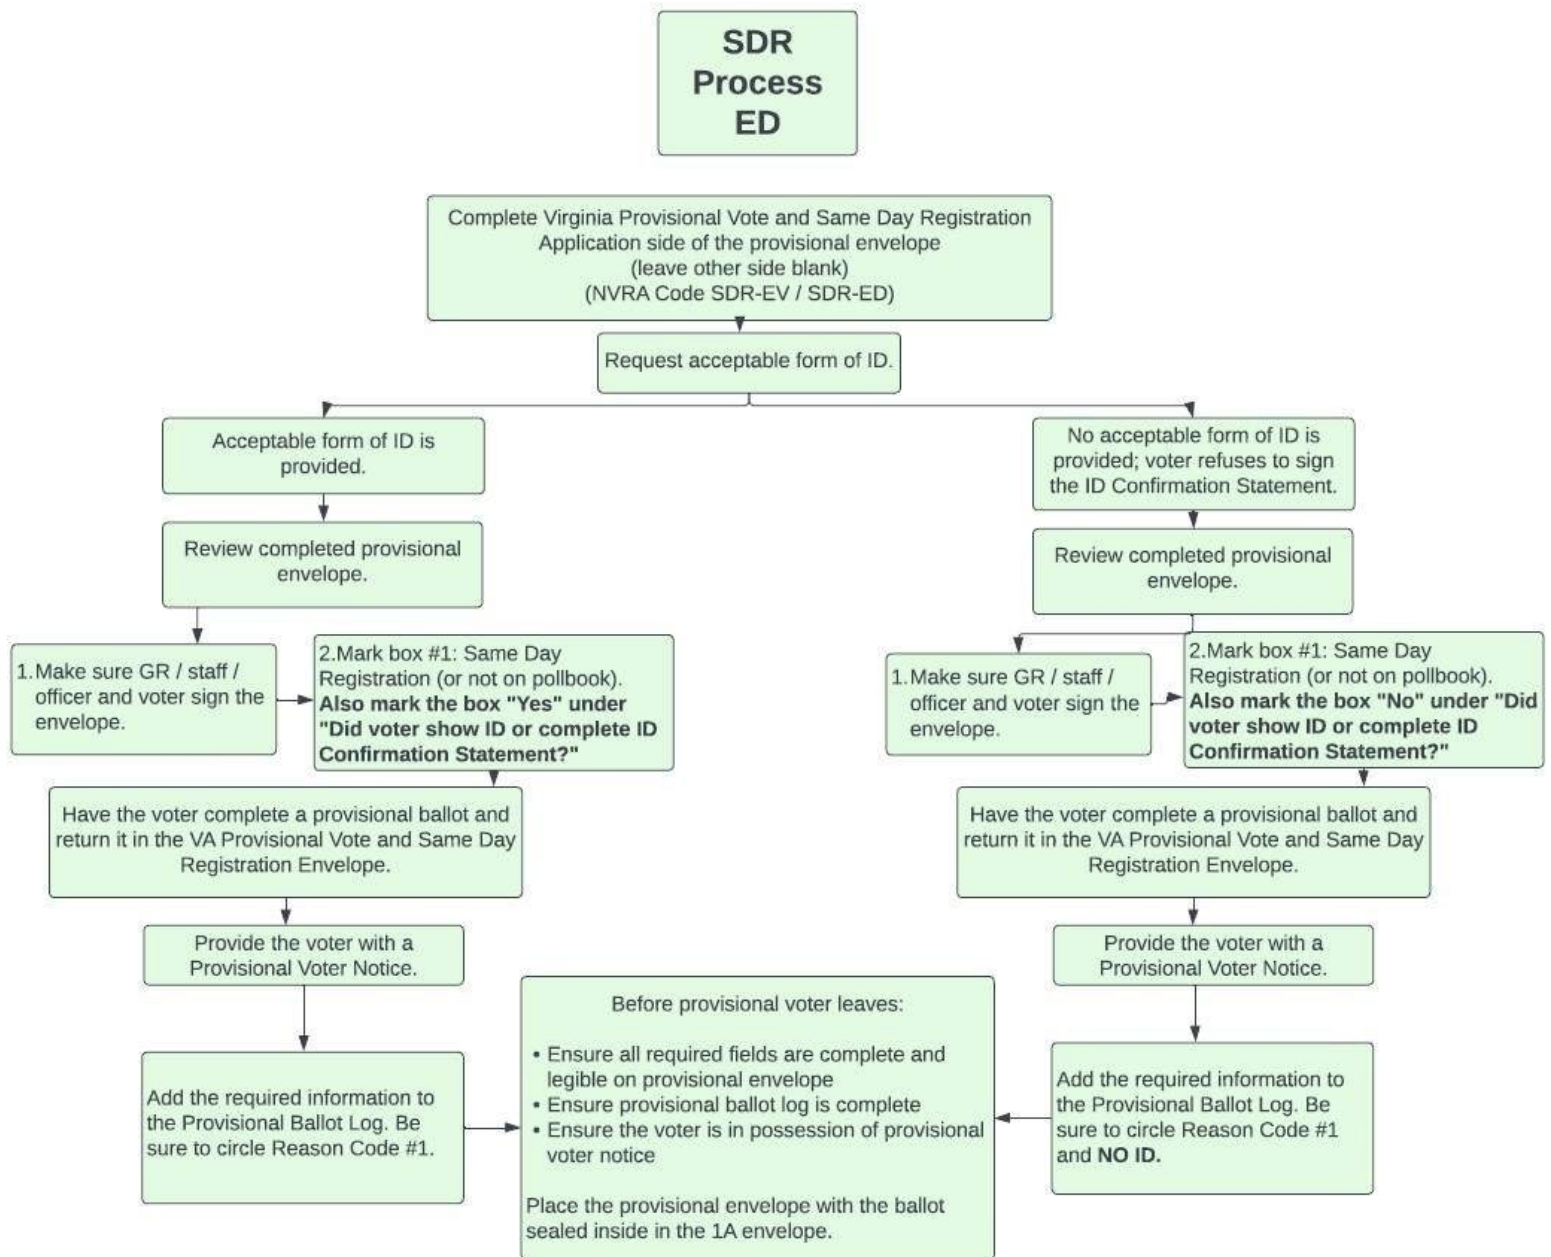 SDR
Process
ED
Complete Virginia Provisional Vote and Same Day Registration
Application side of the provisional envelope
(leave other side blank)
(NVRA Code SDR-EV / SDR-ED)
Request acceptable form of ID.
Acceptable form of ID is
provided.
Review completed provisional
envelope.
1. Make sure GR / staff /
officer and voter sign the
envelope.
2.Mark box #1: Same Day
Registration (or not on pollbook).
Also mark the box "Yes" under
"Did voter show ID or complete ID
Confirmation Statement?"
Have the voter complete a provisional ballot and
return it in the VA Provisional Vote and Same Day
Registration Envelope.
Provide the voter with a
Provisional Voter Notice.
Add the required information to
the Provisional Ballot Log. Be
sure to circle Reason Code #1.
No acceptable form of ID is
provided; voter refuses to sign
the ID Confirmation Statement.
Review completed provisional
envelope.
1. Make sure GR / staff /
officer and voter sign the
envelope.
2.Mark box #1: Same Day
Registration (or not on pollbook).
Also mark the box "No" under "Did
voter show ID or complete ID
Confirmation Statement?"
Have the voter complete a provisional ballot and
return it in the VA Provisional Vote and Same Day
Registration Envelope.
Provide the voter with a
Provisional Voter Notice.
Add the required information to
the Provisional Ballot Log. Be
sure to circle Reason Code #1
and NO ID.
Before provisional voter leaves:
• Ensure all required fields are complete and
legible on provisional envelope
• Ensure provisional ballot log is complete
• Ensure the voter is in possession of provisional
voter notice
Place the provisional envelope with the ballot
sealed inside in the 1A envelope.